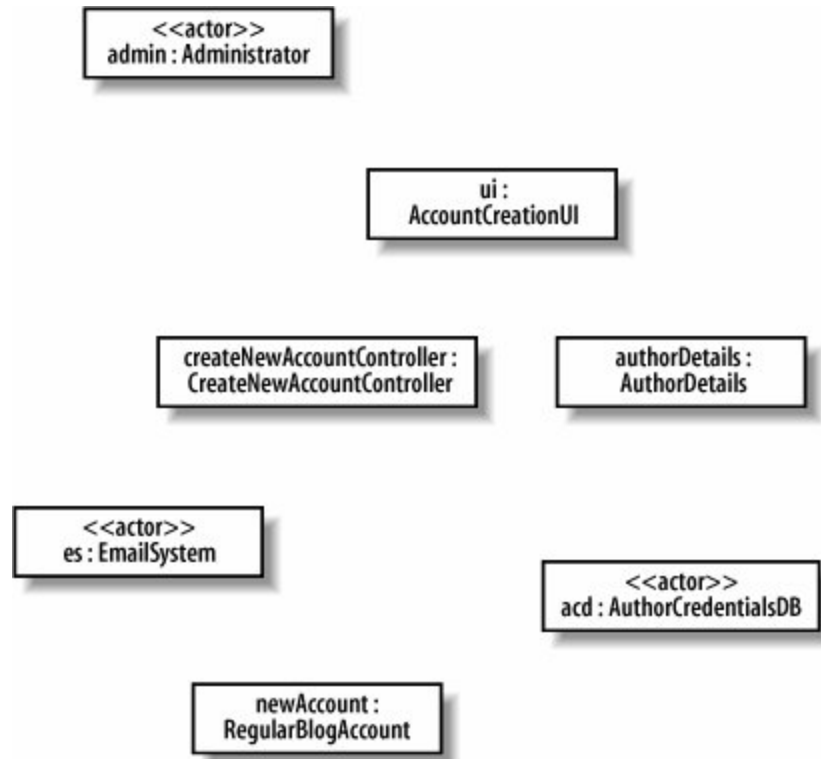 <<actor>>
admin : Administrator
ui :
AccountCreationUI
createNewAccountController :
CreateNewAccountController
authorDetails :
AuthorDetails
<<actor>>
es : EmailSystem
<<actor>>
acd : AuthorCredentialsDB
newAccount :
RegularBlogAccount